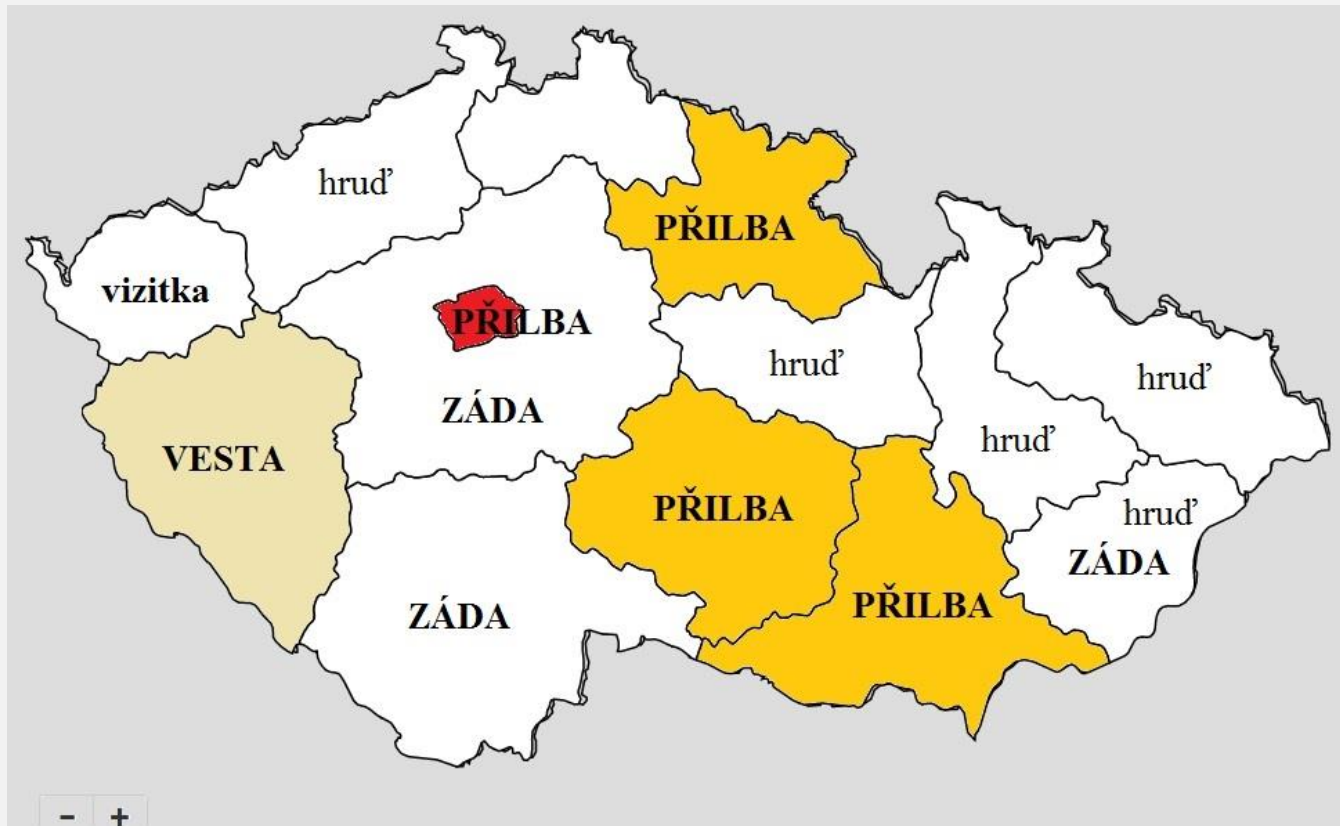 hruď
PŘILBA
vizitka
PŘILBA
hruď
hruď
ZÁDA
hruď
VESTA
PŘILBA
hruď
ZÁDA
ZÁDA
PŘILBA
- +